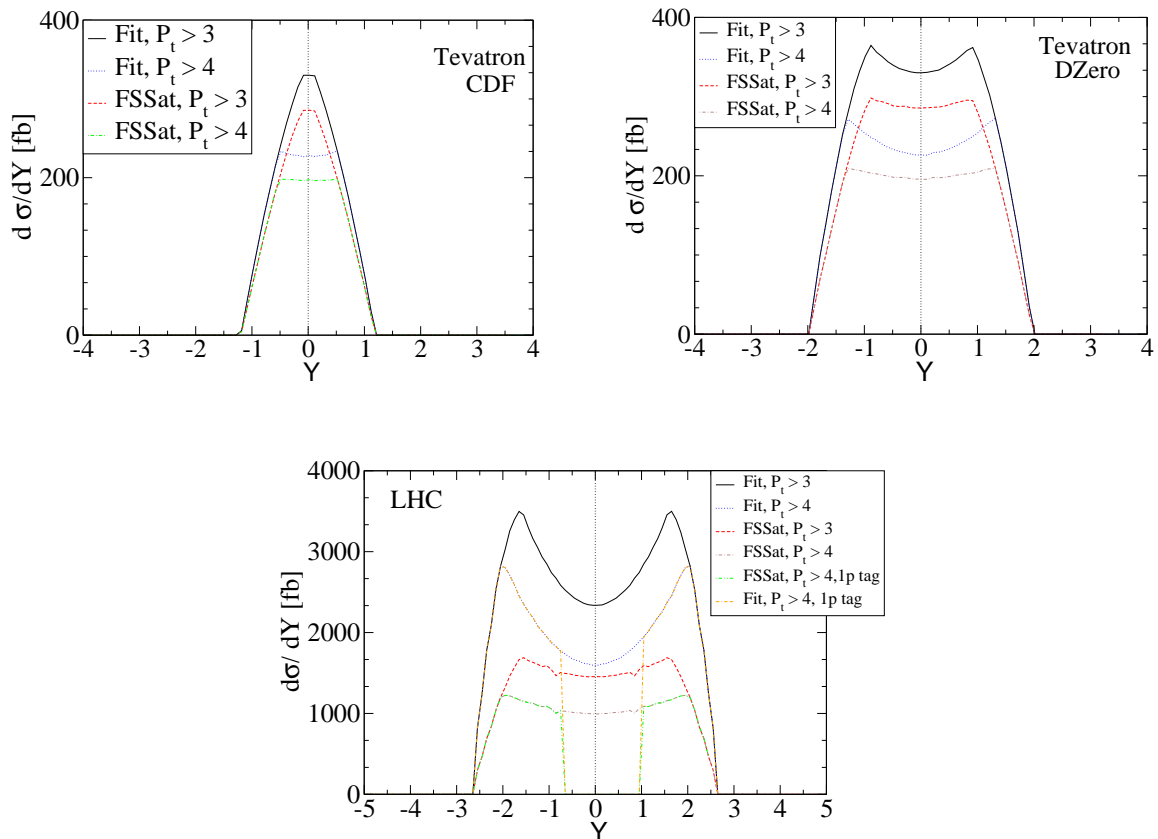 400
200
0
d σ/dY [fb]
Fit, P_t > 3
Fit, P_t > 4
FSSat, P_t > 3
FSSat, P_t > 4
Tevatron
CDF
-4 -3 -2 -1 0 1 2 3 4
Y
400
200
0
d σ/dY [fb]
Fit, P_t > 3
Fit, P_t > 4
FSSat, P_t > 3
FSSat, P_t > 4
Tevatron
DZero
-4 -3 -2 -1 0 1 2 3 4
Y
4000
3000
2000
1000
0
dσ/ dY [fb]
LHC
Fit, P_t > 3
Fit, P_t > 4
FSSat, P_t > 3
FSSat, P_t > 4
FSSat, P_t > 4,1p tag
Fit, P_t > 4, 1p tag
-5 -4 -3 -2 -1 0 1 2 3 4 5
Y